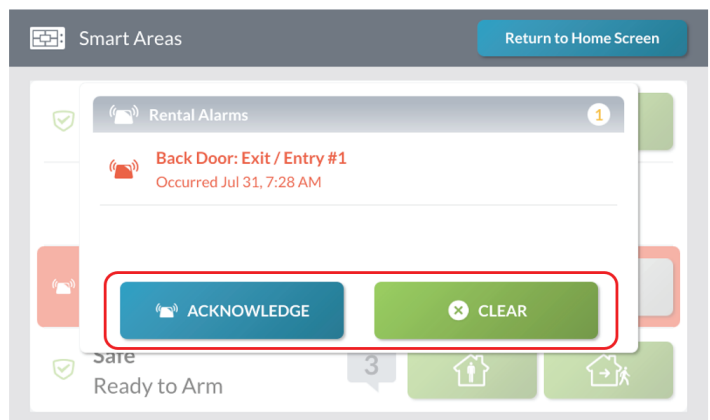 Smart Areas
Return to Home Screen
Rental Alarms
1
Back Door: Exit / Entry #1
Occurred Jul 31, 7:28 AM
ACKNOWLEDGE
CLEAR
Safe
3
Ready to Arm